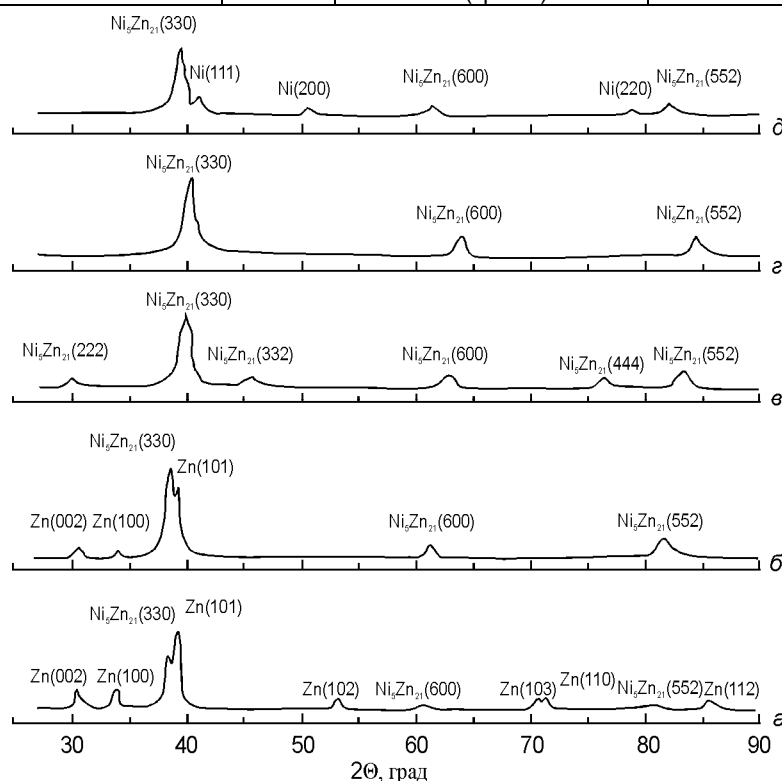 Ni₅Zn₂₁(330)
Ni(111)
Ni(200)
Ni₅Zn₂₁(600)
Ni(220)
Ni₅Zn₂₁(552)
д
Ni₅Zn₂₁(330)
Ni₅Zn₂₁(600)
Ni₅Zn₂₁(552)
г
Ni₅Zn₂₁(330)
Ni₅Zn₂₁(222)
Ni₅Zn₂₁(332)
Ni₅Zn₂₁(600)
Ni₅Zn₂₁(444)
Ni₅Zn₂₁(552)
в
Ni₅Zn₂₁(330)
Zn(101)
Zn(002)
Zn(100)
Ni₅Zn₂₁(600)
Ni₅Zn₂₁(552)
б
Ni₅Zn₂₁(330)
Zn(101)
Zn(002)
Zn(100)
Zn(102)
Ni₅Zn₂₁(600)
Zn(103)
Zn(110)
Ni₅Zn₂₁(552)
Zn(112)
а
30 40 50 60 70 80 90
2Θ, град